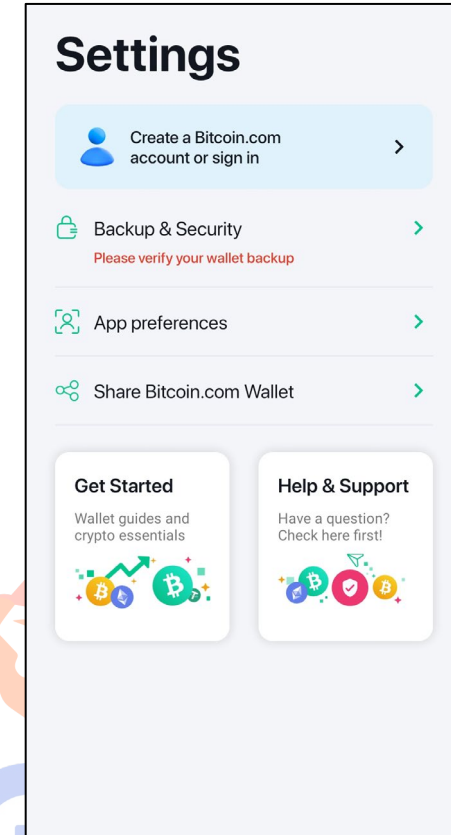 Settings
Create a Bitcoin.com
account or sign in
Backup & Security
Please verify your wallet backup
App preferences
Share Bitcoin.com Wallet
Get Started
Wallet guides and
crypto essentials
Help & Support
Have a question?
Check here first!